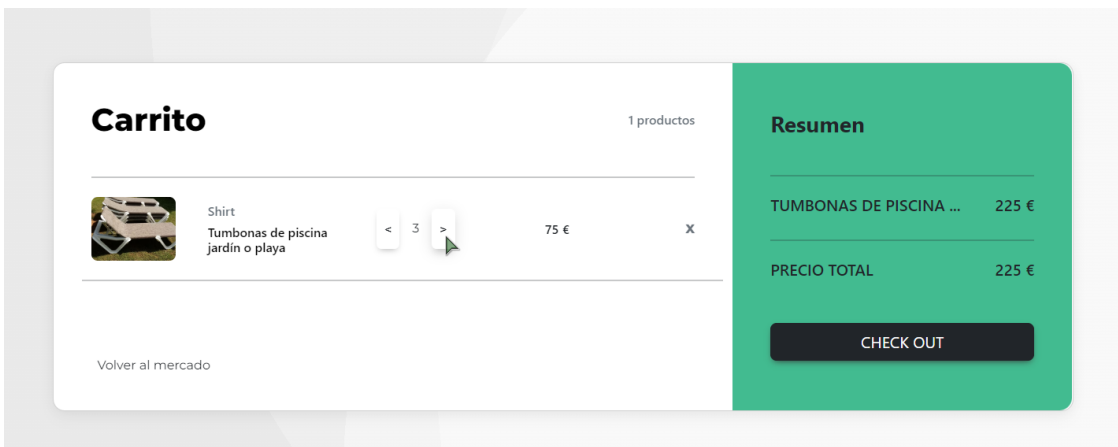 Carrito
1 productos
Shirt
Tumbonas de piscina
jardín o playa
< 3 >
75 €
x
Volver al mercado
Resumen
TUMBONAS DE PISCINA ... 225 €
PRECIO TOTAL 225 €
CHECK OUT